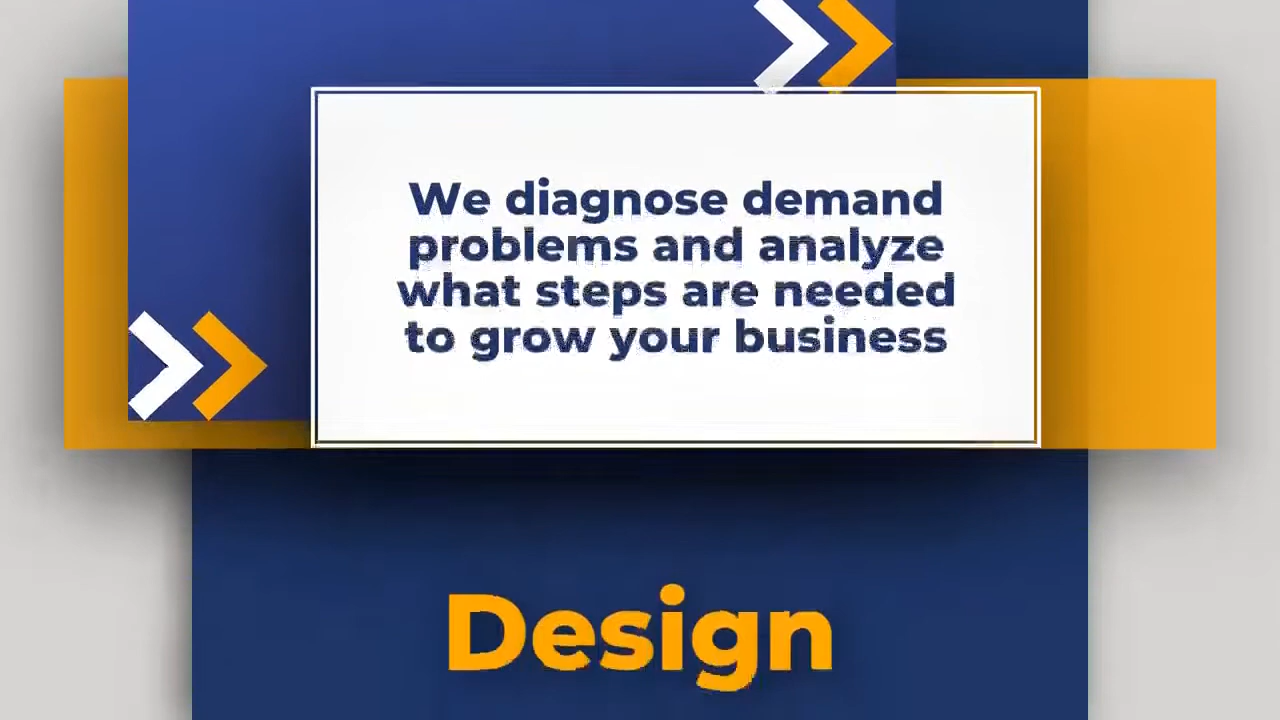 We diagnose demand
problems and analyze
what steps are needed
to grow your business
Design